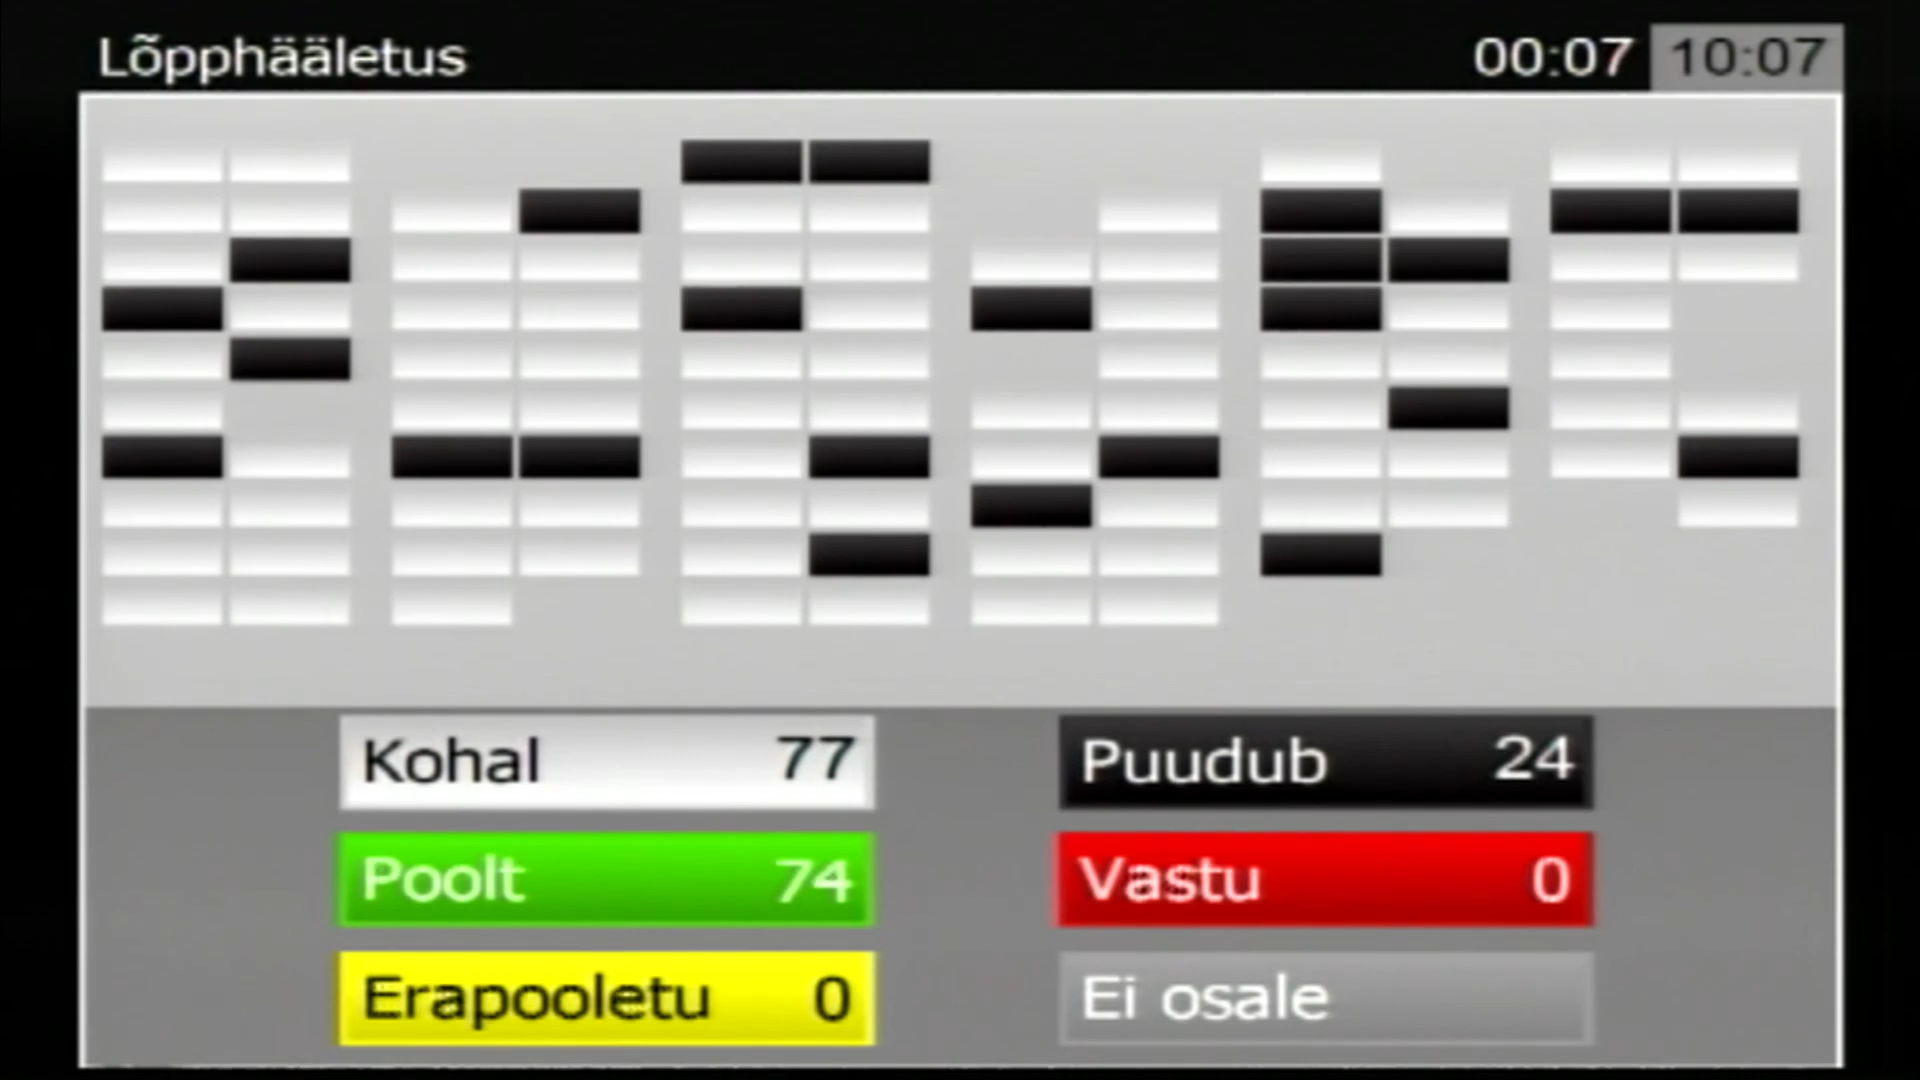 Lõpphääletus 00:07 10:07
Kohal 77 Puudub 24
Poolt 74 Vastu 0
Erapooletu 0 Ei osale